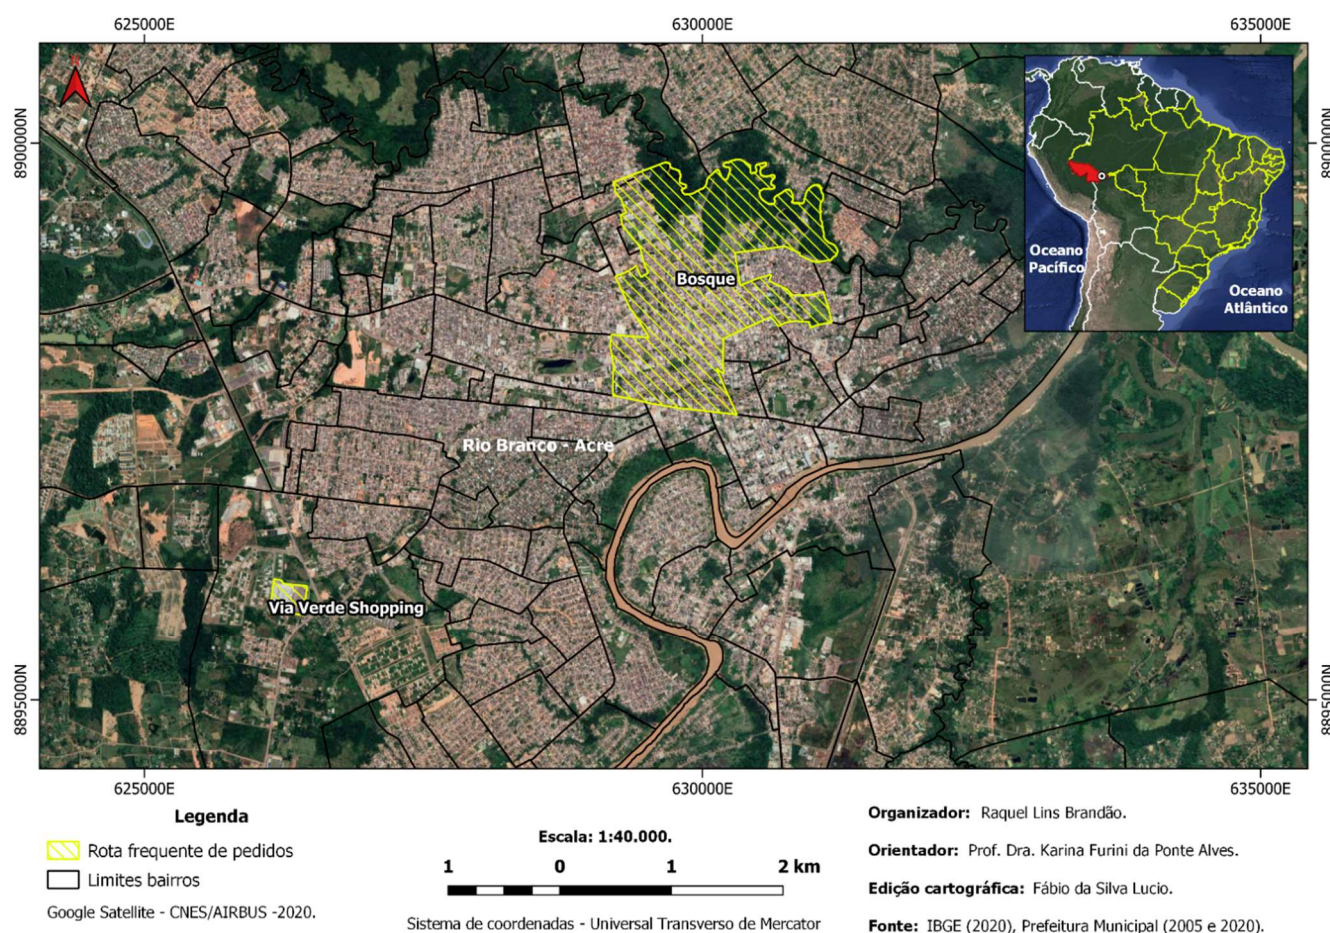 625000E
630000E
635000E
8900000N
8900000N
N
Oceano
Pacífico
Oceano
Atlântico
Bosque
Rio Branco - Acre
Via Verde Shopping
8895000N
8895000N
625000E
630000E
635000E
Legenda
Rota frequente de pedidos
Limites bairros
Google Satellite - CNES/AIRBUS -2020.
Escala: 1:40.000.
1 0 1 2 km
Sistema de coordenadas - Universal Transverso de Mercator
Organizador: Raquel Lins Brandão.
Orientador: Prof. Dra. Karina Furini da Ponte Alves.
Edição cartográfica: Fábio da Silva Lucio.
Fonte: IBGE (2020), Prefeitura Municipal (2005 e 2020).